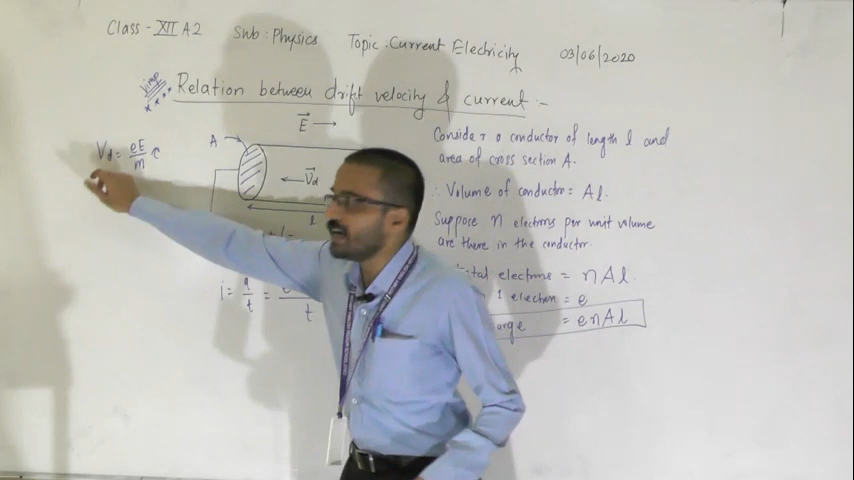 Class - XII A2 Sub: Physics Topic: Current Electricity 03/06/2020
Imp
Relation between drift velocity & current :-
E →
A
Vd = eE/m τ
← Vd
l
i = q/t =
t
Consider a conductor of length l and
area of cross section A.
∴ Volume of conductor = Al.
Suppose n electrons per unit volume
are there in the conductor.
total electrons = nAl.
1 electron = e
= enAl